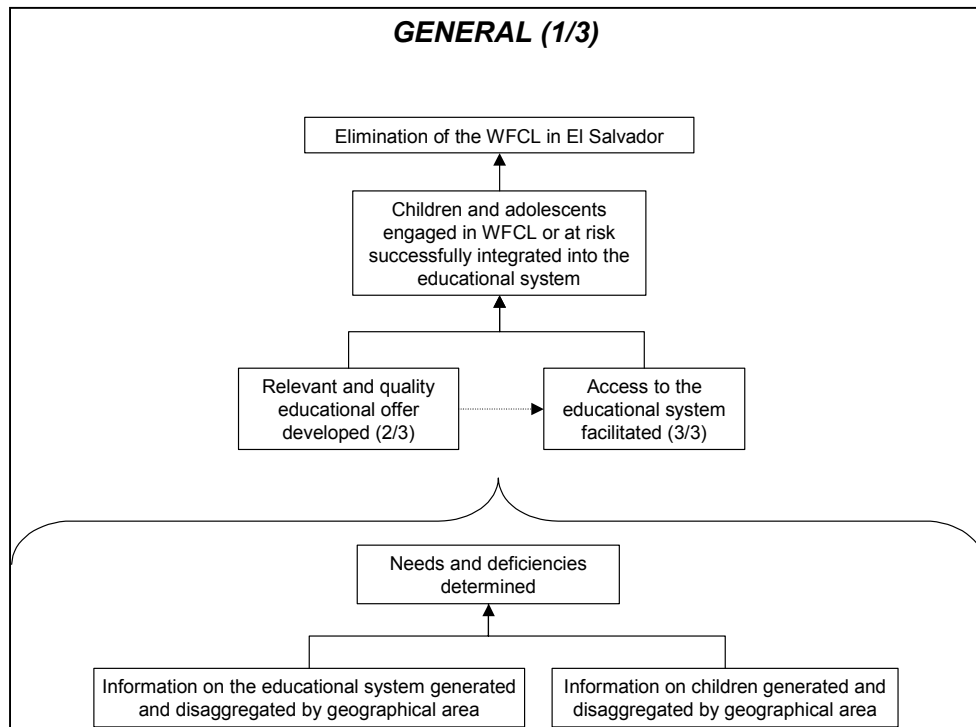 GENERAL (1/3)
Elimination of the WFCL in El Salvador
Children and adolescents
engaged in WFCL or at risk
successfully integrated into the
educational system
Relevant and quality
educational offer
developed (2/3)
Access to the
educational system
facilitated (3/3)
Needs and deficiencies
determined
Information on the educational system generated
and disaggregated by geographical area
Information on children generated and
disaggregated by geographical area